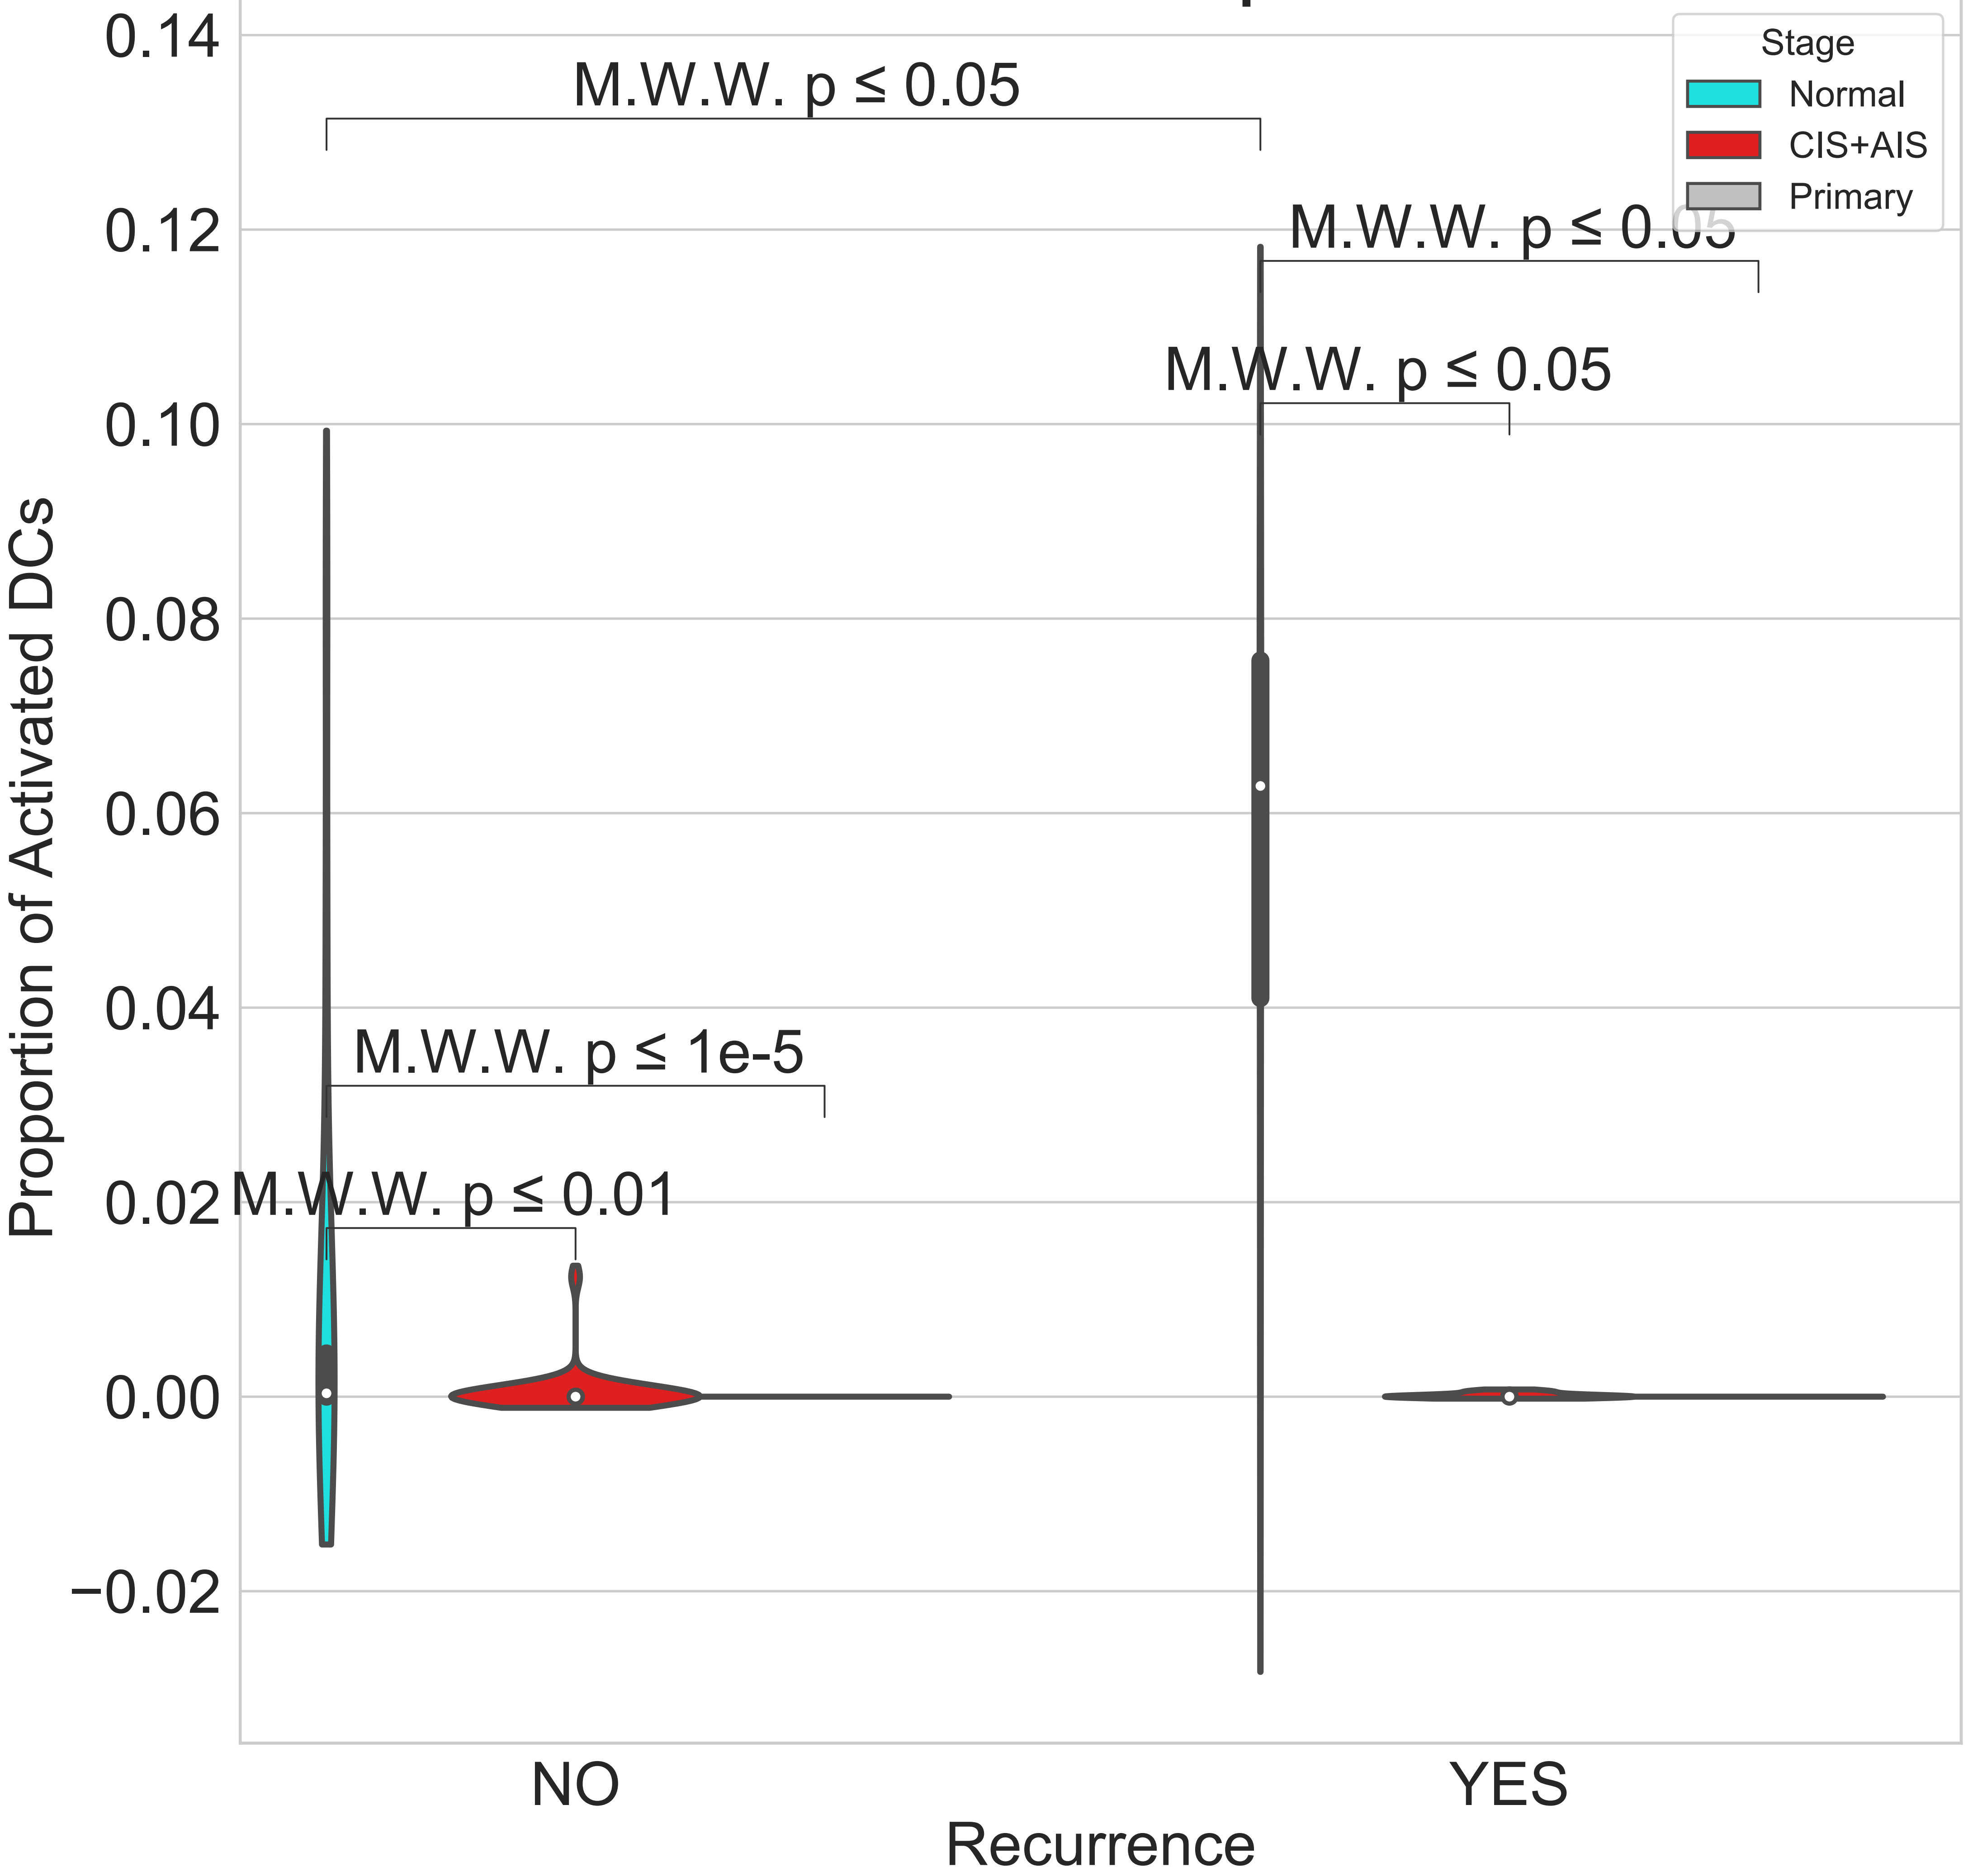 0.14
M.W.W. p ≤ 0.05
Stage
Normal
CIS+AIS
Primary
0.12
M.W.W. p ≤ 0.05
M.W.W. p ≤ 0.05
0.10
0.08
Proportion of Activated DCs
0.06
0.04
M.W.W. p ≤ 1e-5
0.02
M.W.W. p ≤ 0.01
0.00
−0.02
NO
YES
Recurrence